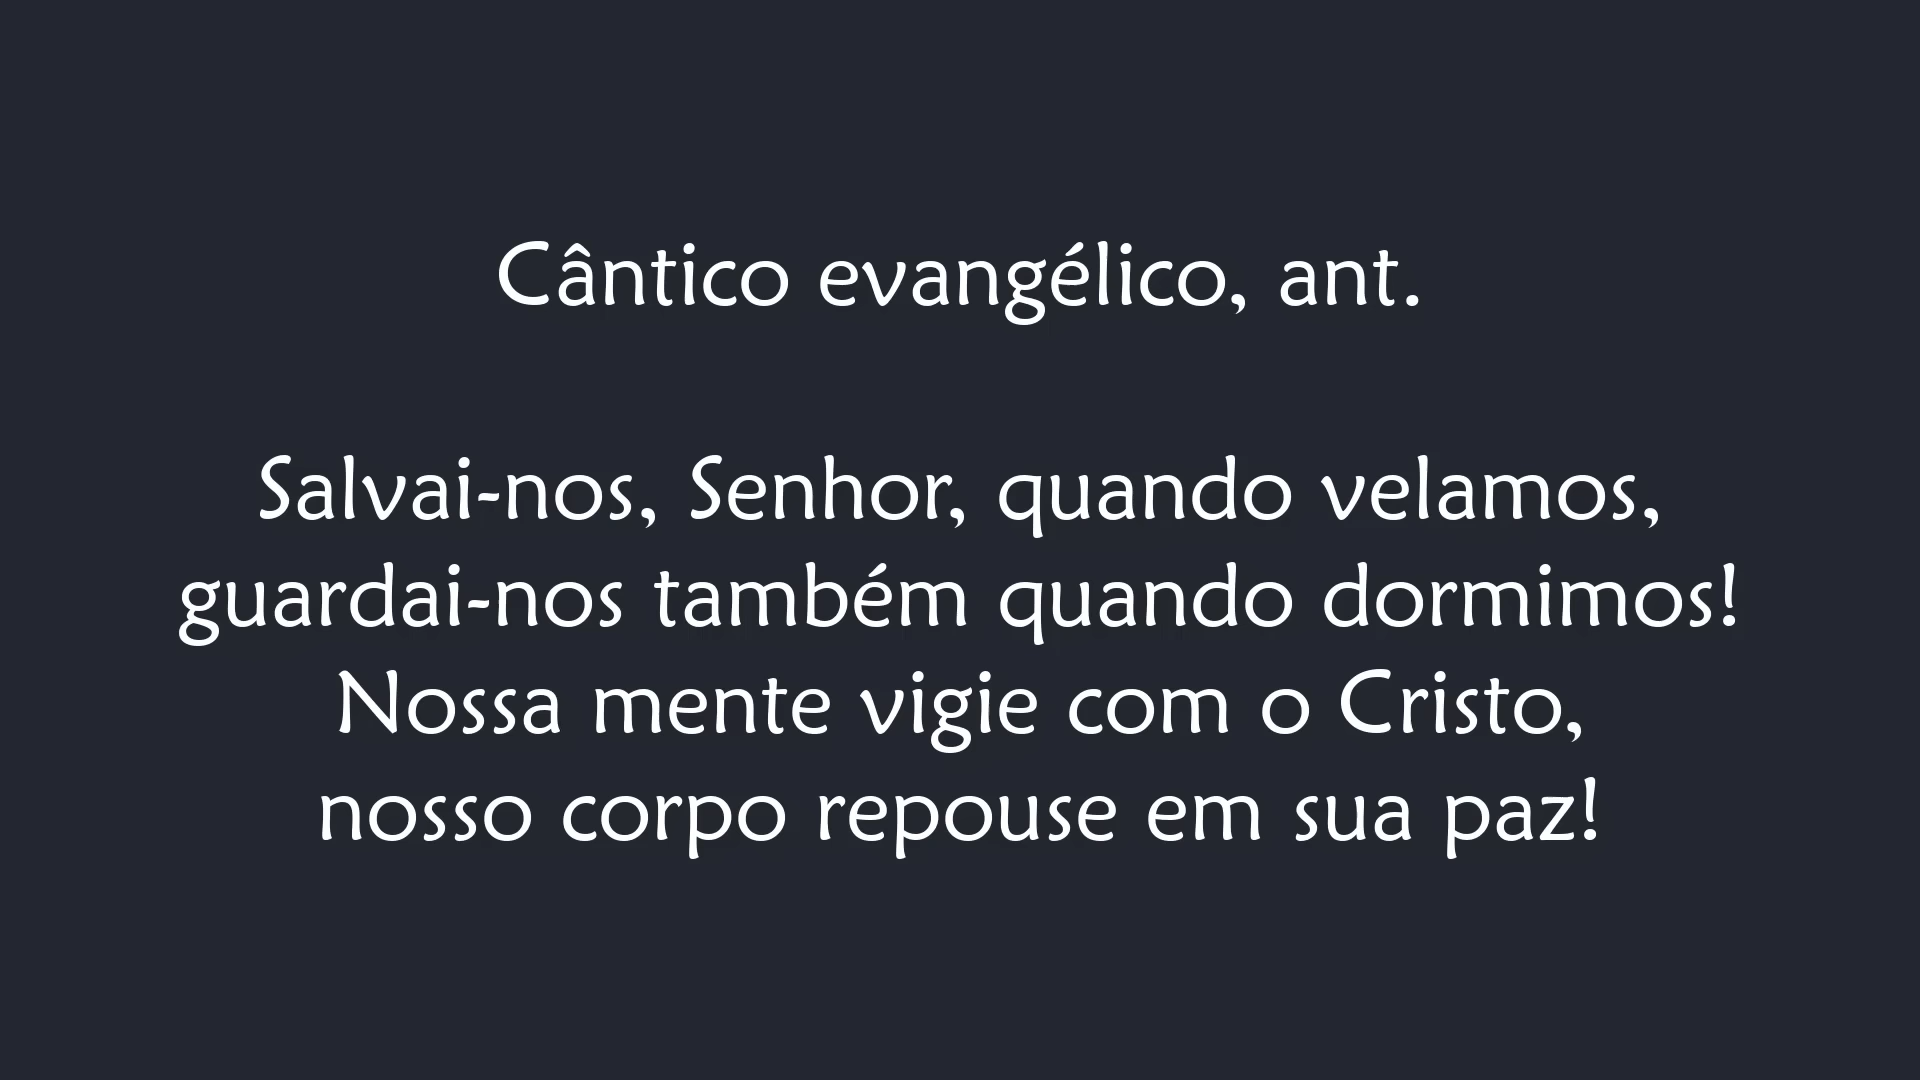 Cântico evangélico, ant.
Salvai-nos, Senhor, quando velamos,
guardai-nos também quando dormimos!
Nossa mente vigie com o Cristo,
nosso corpo repouse em sua paz!